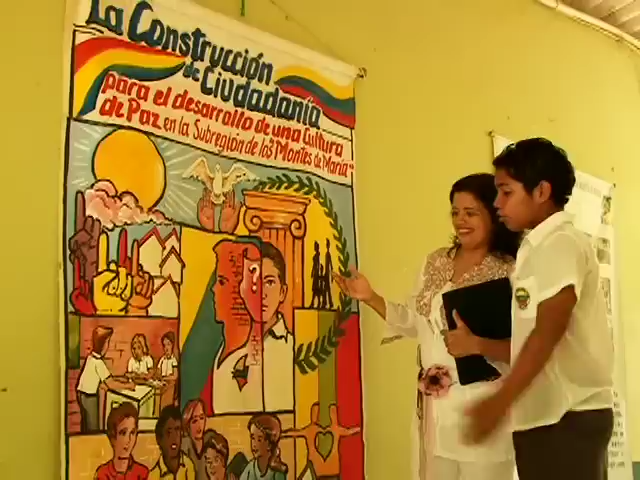 La Construcción
de Ciudadanía
para el desarrollo de una Cultura
de Paz en la Subregión de los Montes de María"